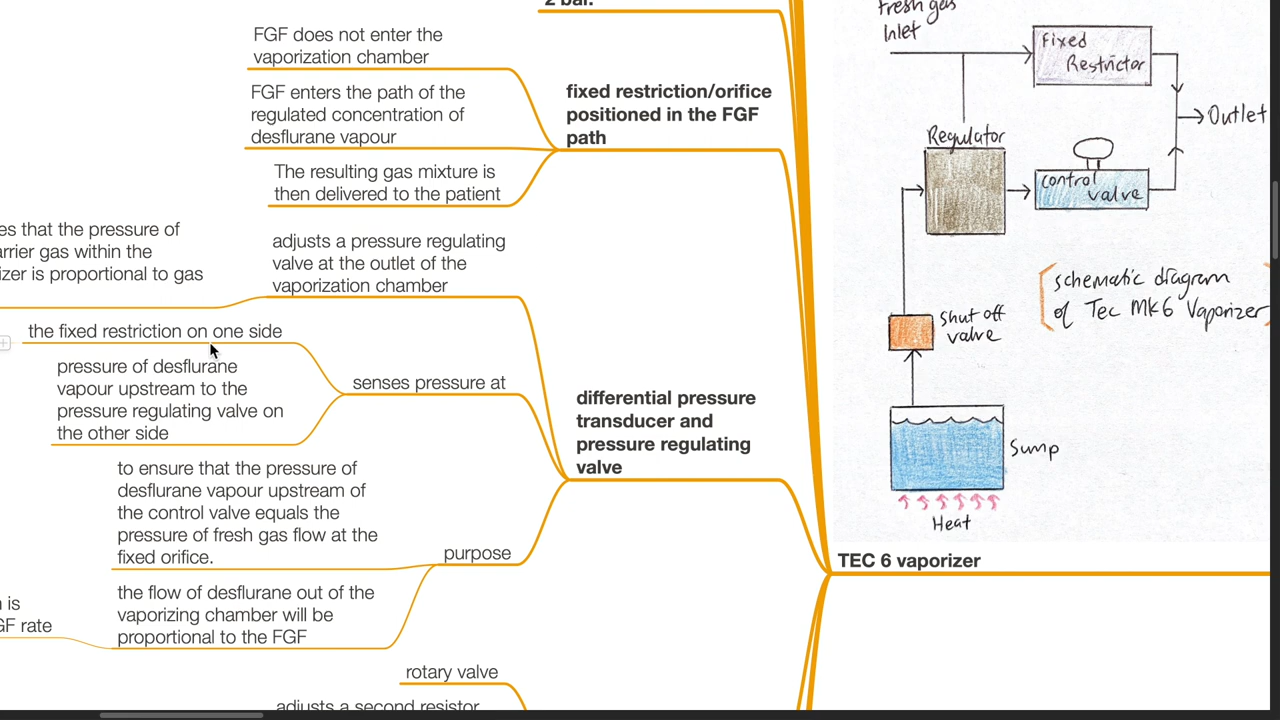 2 bar.
FGF does not enter the
vaporization chamber
FGF enters the path of the
regulated concentration of
desflurane vapour
The resulting gas mixture is
then delivered to the patient
fixed restriction/orifice
positioned in the FGF
path
es that the pressure of
arrier gas within the
izer is proportional to gas
adjusts a pressure regulating
valve at the outlet of the
vaporization chamber
the fixed restriction on one side
pressure of desflurane
vapour upstream to the
pressure regulating valve on
the other side
senses pressure at
differential pressure
transducer and
pressure regulating
valve
to ensure that the pressure of
desflurane vapour upstream of
the control valve equals the
pressure of fresh gas flow at the
fixed orifice.
purpose
n is
GF rate
the flow of desflurane out of the
vaporizing chamber will be
proportional to the FGF
rotary valve
adjusts a second resistor
TEC 6 vaporizer
Fresh gas
Inlet
Fixed
Restrictor
Outlet
Regulator
control
valve
schematic diagram
of Tec MK6 Vaporizer
shut off
valve
Sump
Heat